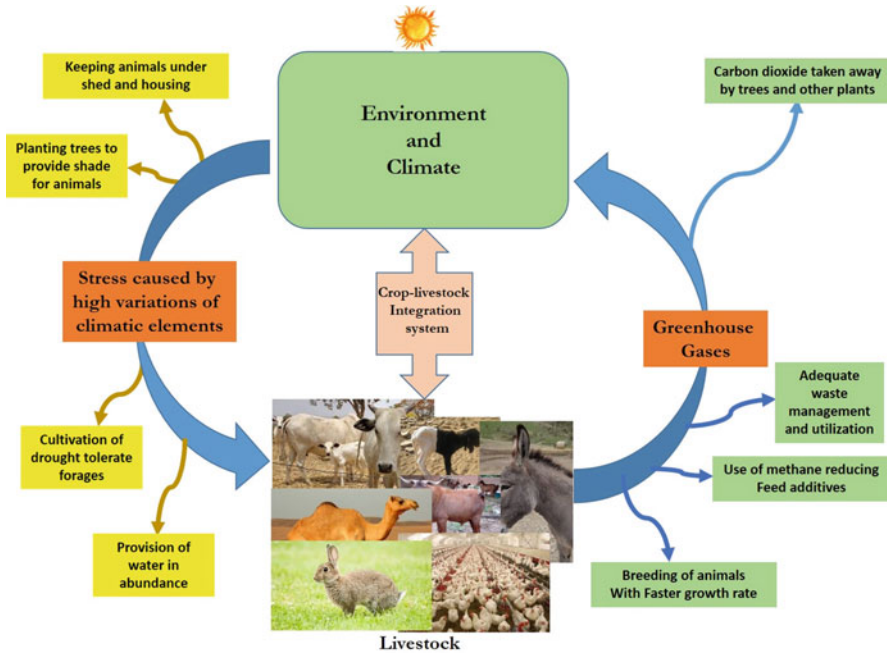 Keeping animals under
shed and housing
Planting trees to
provide shade
for animals
Environment
and
Climate
Carbon dioxide taken away
by trees and other plants
Stress caused by
high variations of
climatic elements
Crop-livestock
Integration
system
Greenhouse
Gases
Cultivation of
drought tolerate
forages
Provision of
water in
abundance
Adequate
waste
management
and utilization
Use of methane reducing
Feed additives
Breeding of animals
With Faster growth rate
Livestock